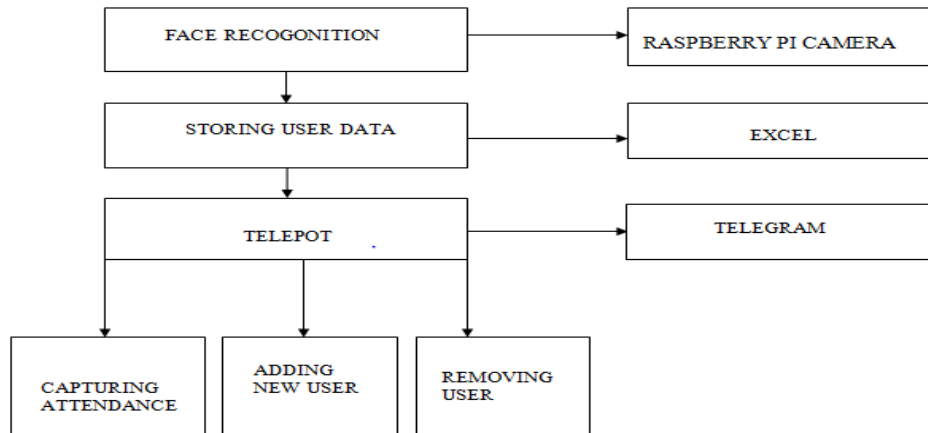 FACE RECOGONITION
RASPBERRY PI CAMERA
STORING USER DATA
EXCEL
TELEPOT
TELEGRAM
CAPTURING
ATTENDANCE
ADDING
NEW USER
REMOVING
USER